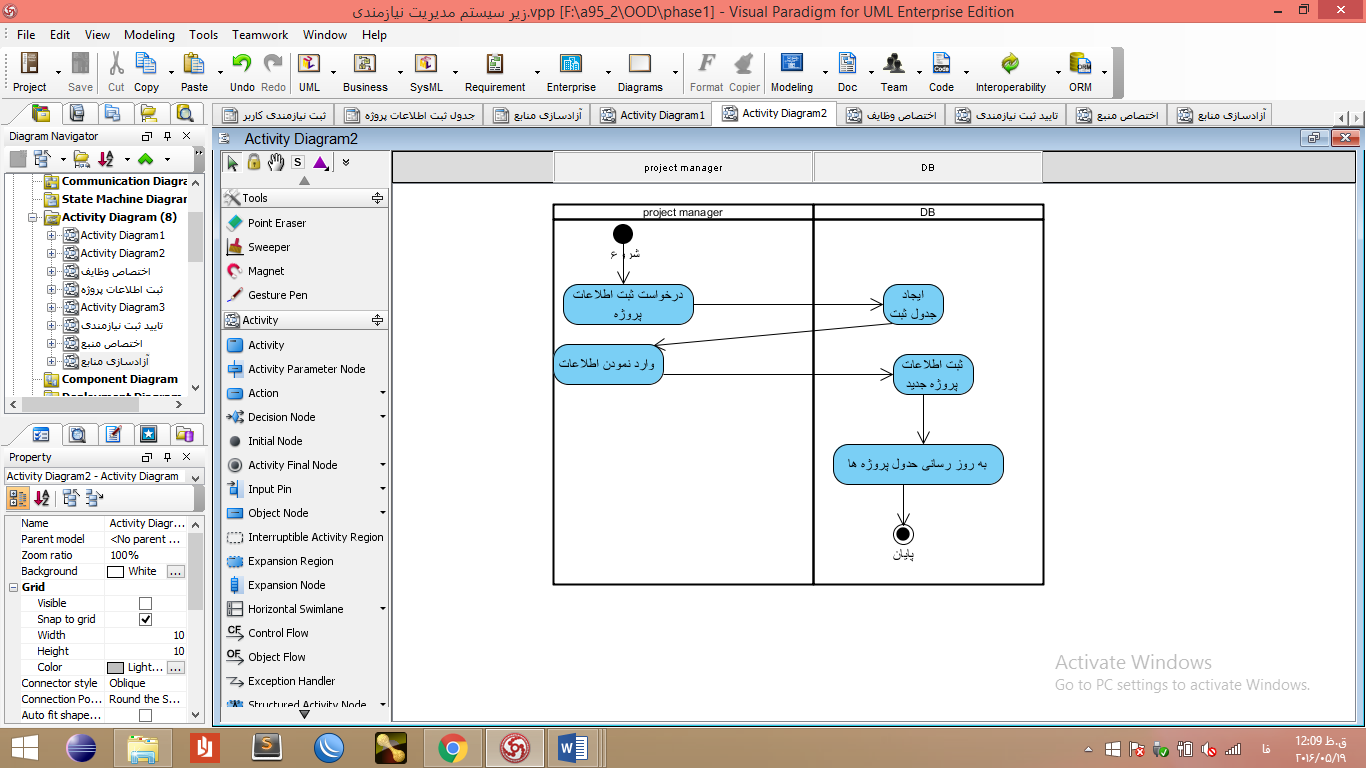 زیر سیستم مدیریت نیازمندی.vpp [F:\a95_2\OOD\phase1] - Visual Paradigm for UML Enterprise Edition
File Edit View Modeling Tools Teamwork Window Help
Project Save Cut Copy Paste Undo Redo UML Business SysML Requirement Enterprise Diagrams Format Copier Modeling Doc Team Code Interoperability ORM
ثبت نیازمندی کاربر
جدول ثبت اطلاعات پروژه
آزادسازی منابع
Activity Diagram1
Activity Diagram2
اختصاص وظایف
تایید ثبت نیازمندی
اختصاص منبع
آزادسازی منابع
Diagram Navigator
Communication Diagra
State Machine Diagram
Activity Diagram (8)
Activity Diagram1
Activity Diagram2
اختصاص وظایف
ثبت اطلاعات پروژه
Activity Diagram3
تایید ثبت نیازمندی
اختصاص منبع
آزادسازی منابع
Component Diagram
Property
Activity Diagram2 - Activity Diagram
Name Activity Diagr...
Parent model <No parent ...
Zoom ratio 100%
Background White ...
Grid
Visible
Snap to grid
Width 10
Height 10
Color Light... ...
Connector style Oblique
Connection Po... Round the S...
Auto fit shape...
Activity Diagram2
S
Tools
Point Eraser
Sweeper
Magnet
Gesture Pen
Activity
Activity
Activity Parameter Node
Action
Decision Node
Initial Node
Activity Final Node
Input Pin
Object Node
Interruptible Activity Region
Expansion Region
Expansion Node
Horizontal Swimlane
CF Control Flow
OF Object Flow
Exception Handler
Structured Activity Node
project manager DB
project manager DB
شروع
درخواست ثبت اطلاعات
پروژه
ایجاد
جدول ثبت
وارد نمودن اطلاعات
ثبت اطلاعات
پروژه جدید
به روز رسانی جدول پروژه ها
پایان
Activate Windows
Go to PC settings to activate Windows.
فا
12:09 ق.ظ
۲۰۱۶/۰۵/۱۹